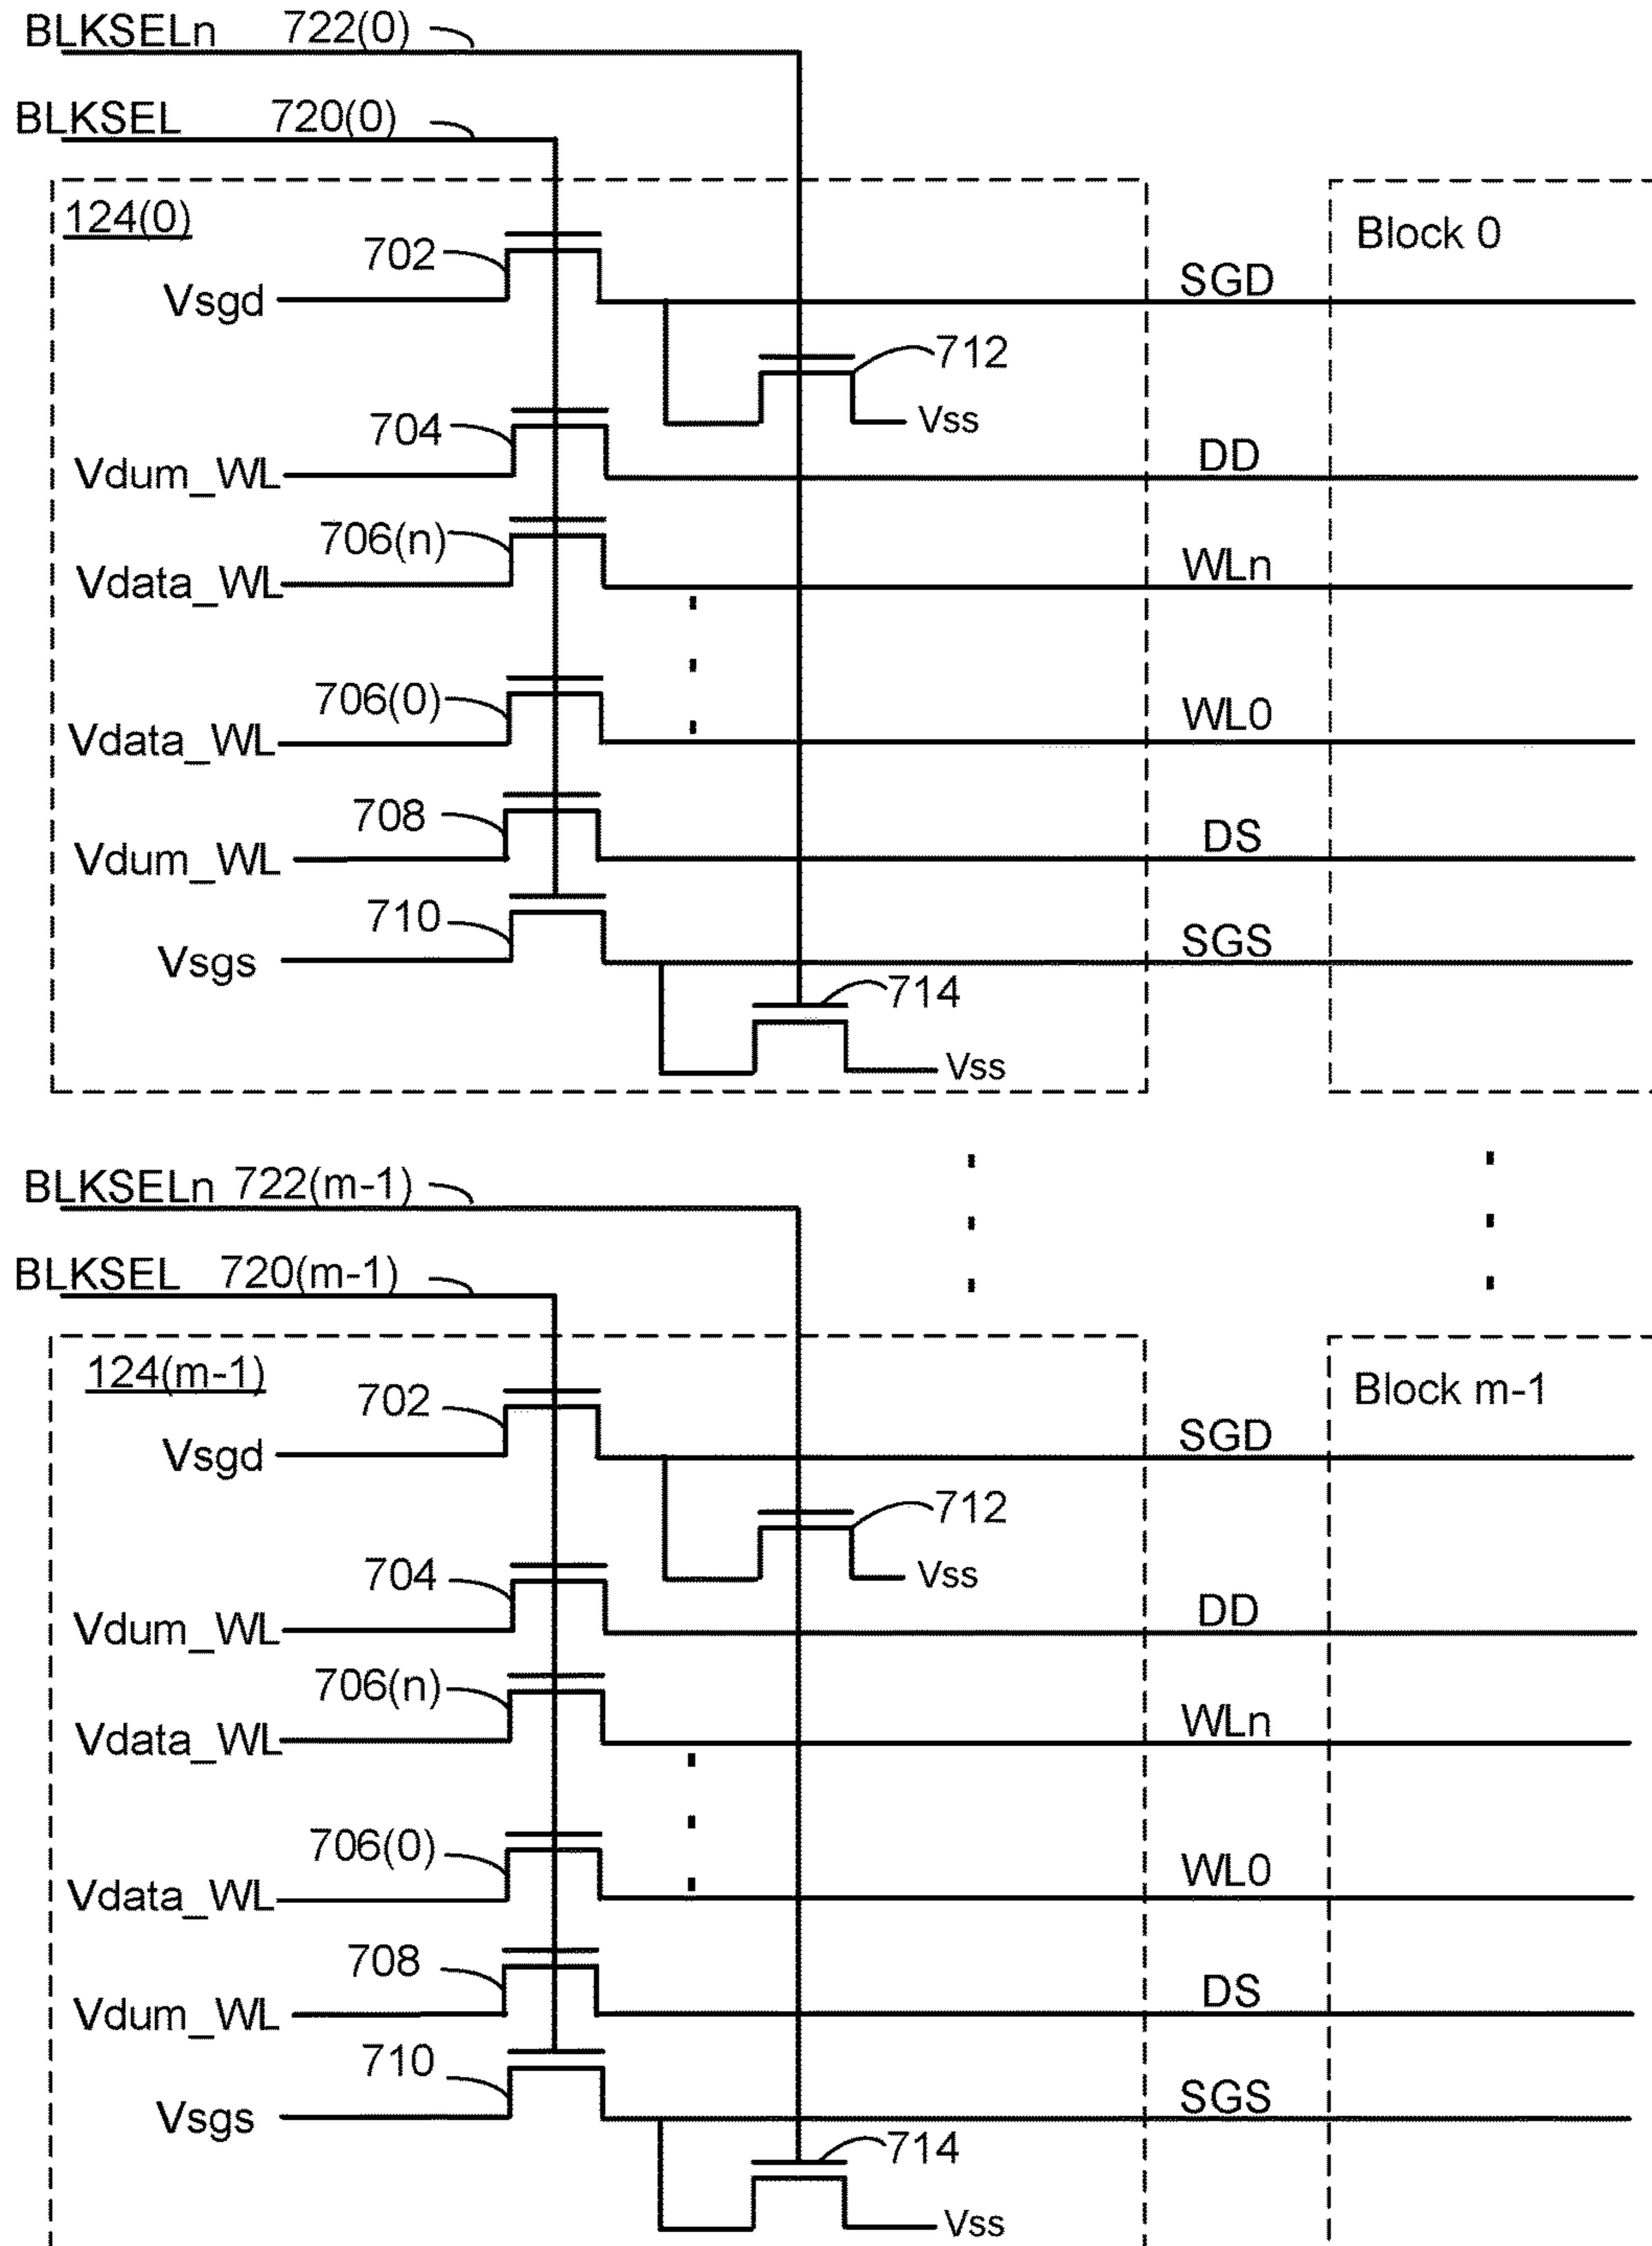 BLKSELn 722(0)
BLKSEL 720(0)
124(0)
Block 0
702
SGD
Vsgd
712
Vss
704
DD
Vdum_WL
706(n)
WLn
Vdata_WL
706(0)
WL0
Vdata_WL
708
DS
Vdum_WL
710
SGS
Vsgs
714
Vss
BLKSELn 722(m-1)
BLKSEL 720(m-1)
124(m-1)
Block m-1
702
SGD
Vsgd
712
Vss
704
DD
Vdum_WL
706(n)
WLn
Vdata_WL
706(0)
WL0
Vdata_WL
708
DS
Vdum_WL
710
SGS
Vsgs
714
Vss